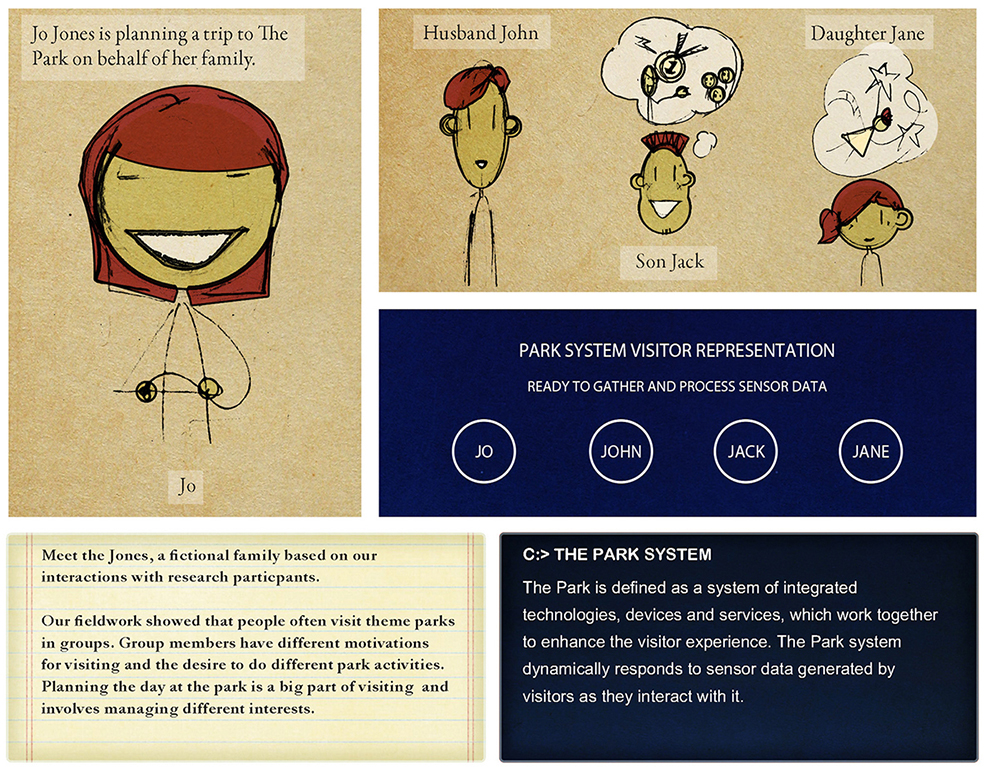 Jo Jones is planning a trip to The
Park on behalf of her family.
Jo
Husband John
1
Son Jack
Daughter Jane
PARK SYSTEM VISITOR REPRESENTATION
READY TO GATHER AND PROCESS SENSOR DATA
JO JOHN JACK JANE
Meet the Jones, a fictional family based on our
interactions with research particpants.
Our fieldwork showed that people often visit theme parks
in groups. Group members have different motivations
for visiting and the desire to do different park activities.
Planning the day at the park is a big part of visiting and
involves managing different interests.
C:> THE PARK SYSTEM
The Park is defined as a system of integrated
technologies, devices and services, which work together
to enhance the visitor experience. The Park system
dynamically responds to sensor data generated by
visitors as they interact with it.